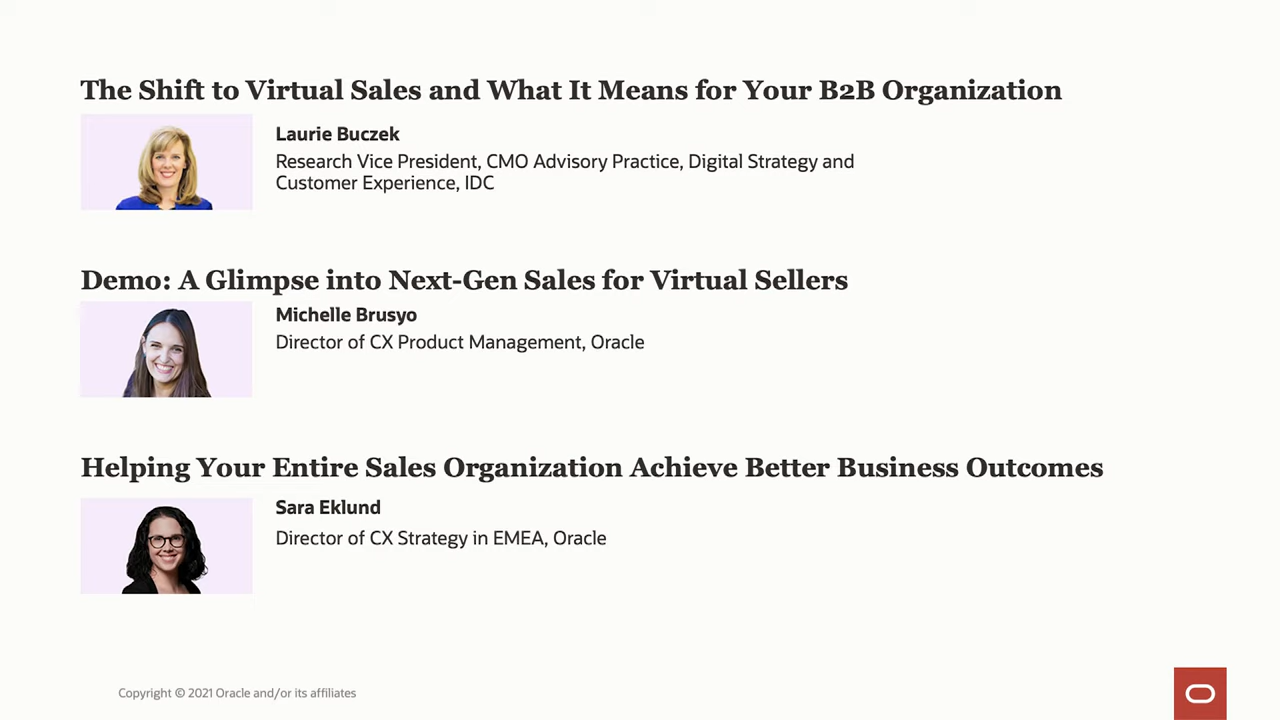 The Shift to Virtual Sales and What It Means for Your B2B Organization
Laurie Buczek
Research Vice President, CMO Advisory Practice, Digital Strategy and
Customer Experience, IDC
Demo: A Glimpse into Next-Gen Sales for Virtual Sellers
Michelle Brusyo
Director of CX Product Management, Oracle
Helping Your Entire Sales Organization Achieve Better Business Outcomes
Sara Eklund
Director of CX Strategy in EMEA, Oracle
Copyright © 2021 Oracle and/or its affiliates